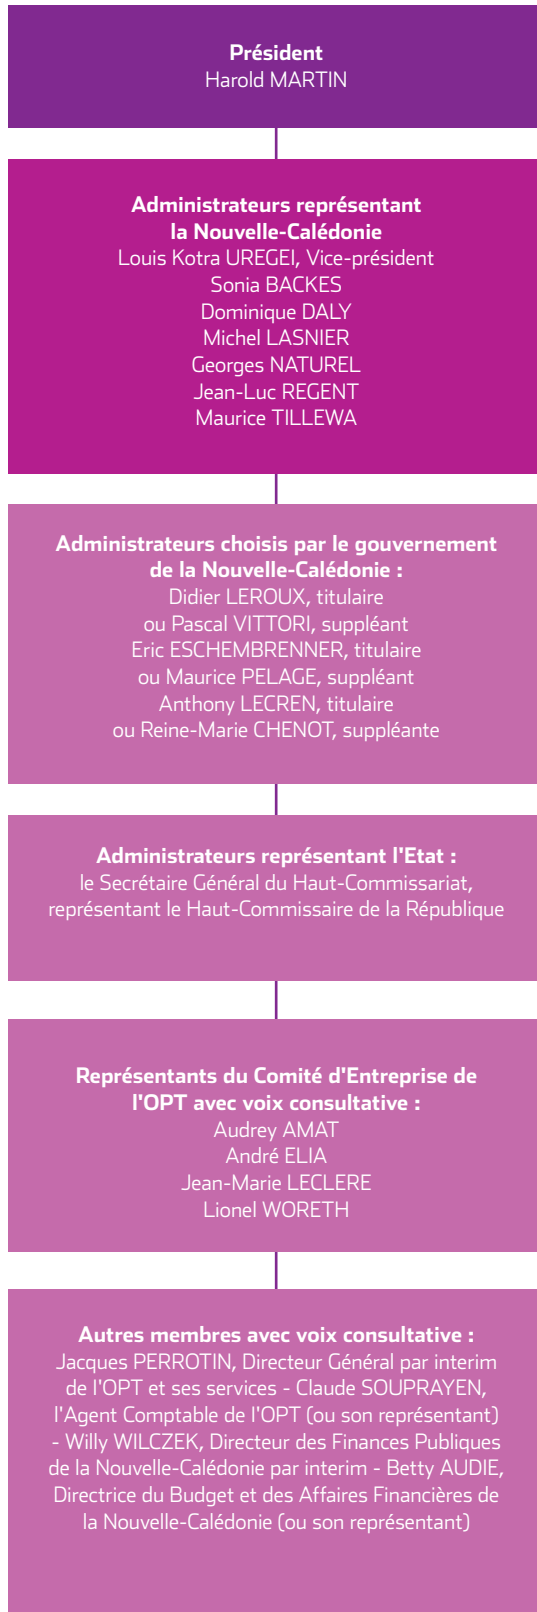 Président
Harold MARTIN
Administrateurs représentant
la Nouvelle-Calédonie
Louis Kotra UREGEI, Vice-président
Sonia BACKES
Dominique DALY
Michel LASNIER
Georges NATUREL
Jean-Luc REGENT
Maurice TILLEWA
Administrateurs choisis par le gouvernement
de la Nouvelle-Calédonie :
Didier LEROUX, titulaire
ou Pascal VITTORI, suppléant
Eric ESCHEMBRENNER, titulaire
ou Maurice PELAGE, suppléant
Anthony LECREN, titulaire
ou Reine-Marie CHENOT, suppléante
Administrateurs représentant l'Etat :
le Secrétaire Général du Haut-Commissariat,
représentant le Haut-Commissaire de la République
Représentants du Comité d'Entreprise de
l'OPT avec voix consultative :
Audrey AMAT
André ELIA
Jean-Marie LECLERE
Lionel WORETH
Autres membres avec voix consultative :
Jacques PERROTIN, Directeur Général par interim
de l'OPT et ses services - Claude SOUPRAYEN,
l'Agent Comptable de l'OPT (ou son représentant)
- Willy WILCZEK, Directeur des Finances Publiques
de la Nouvelle-Calédonie par interim - Betty AUDIE,
Directrice du Budget et des Affaires Financières de
la Nouvelle-Calédonie (ou son représentant)